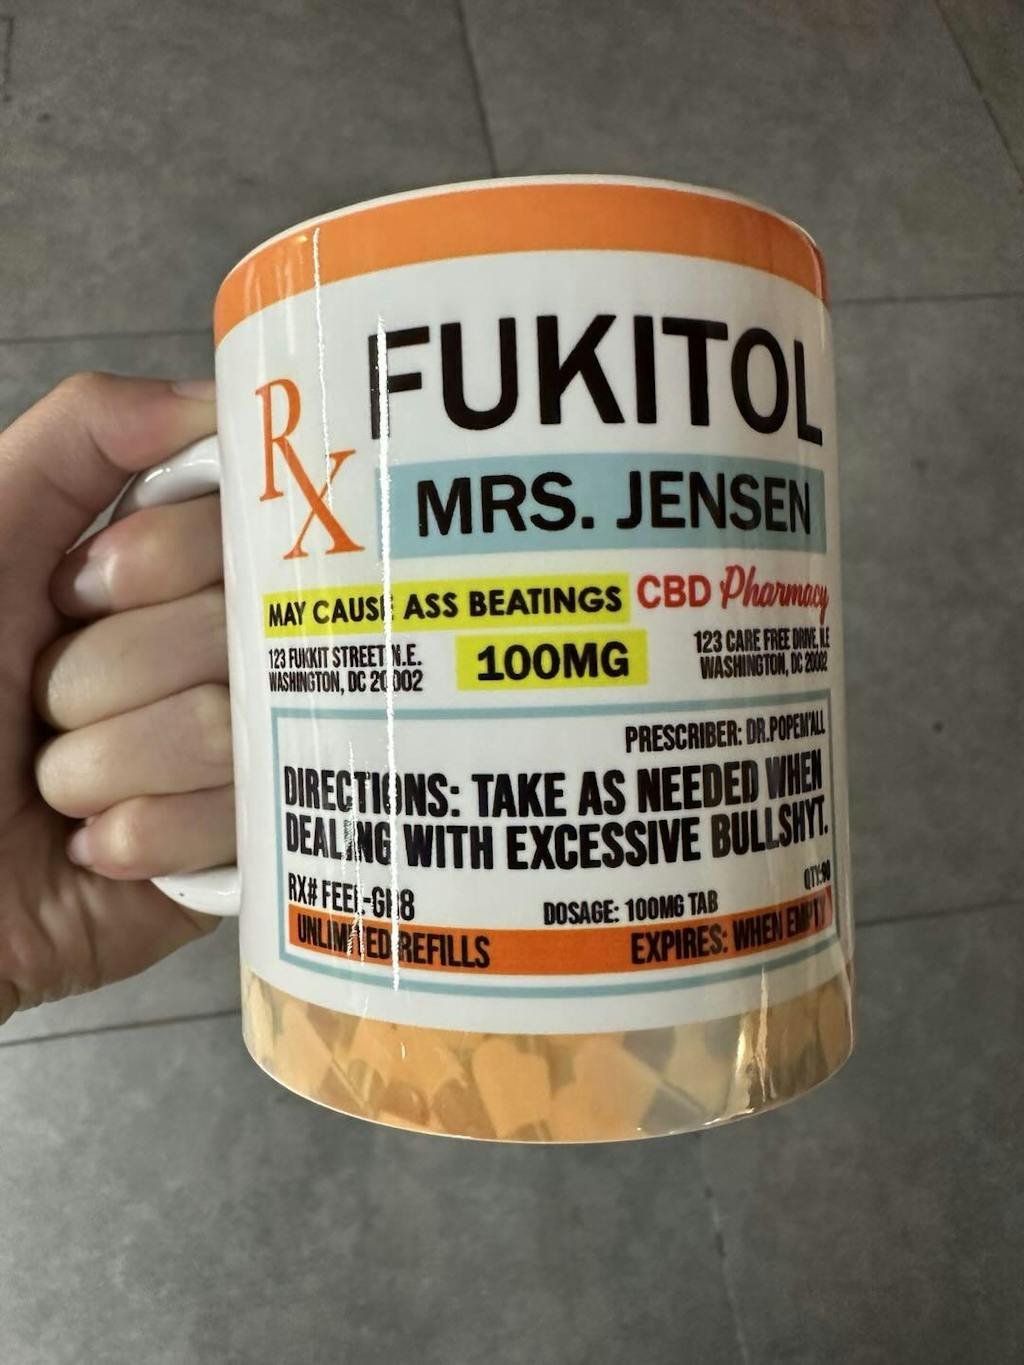 FUKITOL
RX
MRS. JENSEN
MAY CAUSE ASS BEATINGS
CBD Pharmacy
123 FUKKIT STREET N.E.
WASHINGTON, DC 20002
100MG
123 CARE FREE DRIVE, N.E
WASHINGTON, DC 20002
PRESCRIBER: DR.POPEM'ALL
DIRECTIONS: TAKE AS NEEDED WHEN
DEALING WITH EXCESSIVE BULLSHYT.
RX# FEEL-GR8
DOSAGE: 100MG TAB
QTY:90
UNLIMITED REFILLS
EXPIRES: WHEN EMPTY